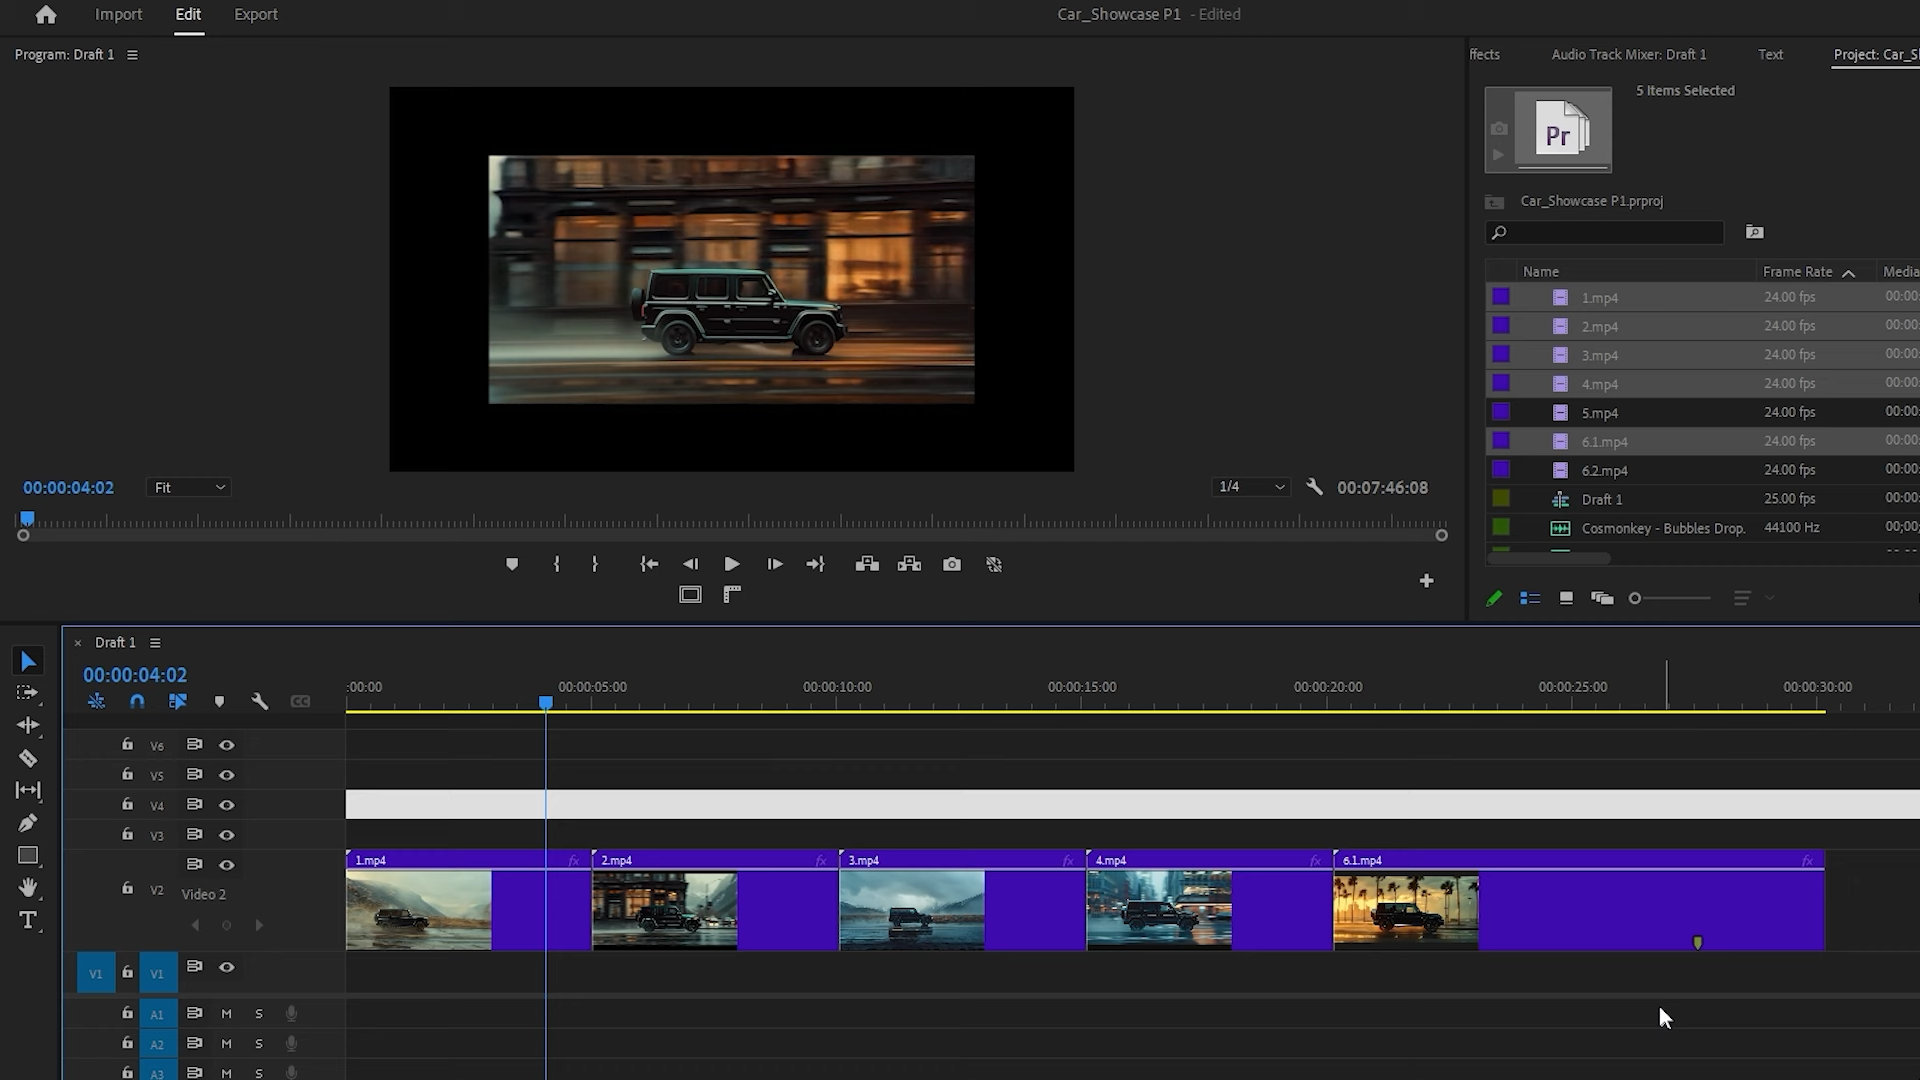 Import Edit Export Car_Showcase P1 - Edited
Program: Draft 1
ffects Audio Track Mixer: Draft 1 Text Project: Car_S
5 Items Selected
Pr
Car_Showcase P1.prproj
Name Frame Rate Media
1.mp4 24.00 fps 00:00:
2.mp4 24.00 fps 00:00:
3.mp4 24.00 fps 00:00:
4.mp4 24.00 fps 00:00:
5.mp4 24.00 fps 00:00:
6.1.mp4 24.00 fps 00:00:
6.2.mp4 24.00 fps 00:00:
Draft 1 25.00 fps 00:00:
Cosmonkey - Bubbles Drop. 44100 Hz 00;00;
00:00:04:02 Fit 1/4 00:07:46:08
Draft 1
00:00:04:02
:00:00 00:00:05:00 00:00:10:00 00:00:15:00 00:00:20:00 00:00:25:00 00:00:30:00
CC
V6
V5
V4
V3
1.mp4 fx 2.mp4 fx 3.mp4 fx 4.mp4 fx 6.1.mp4 fx
V2 Video 2
V1 V1
A1 M S
A2 M S
A3 M S
T